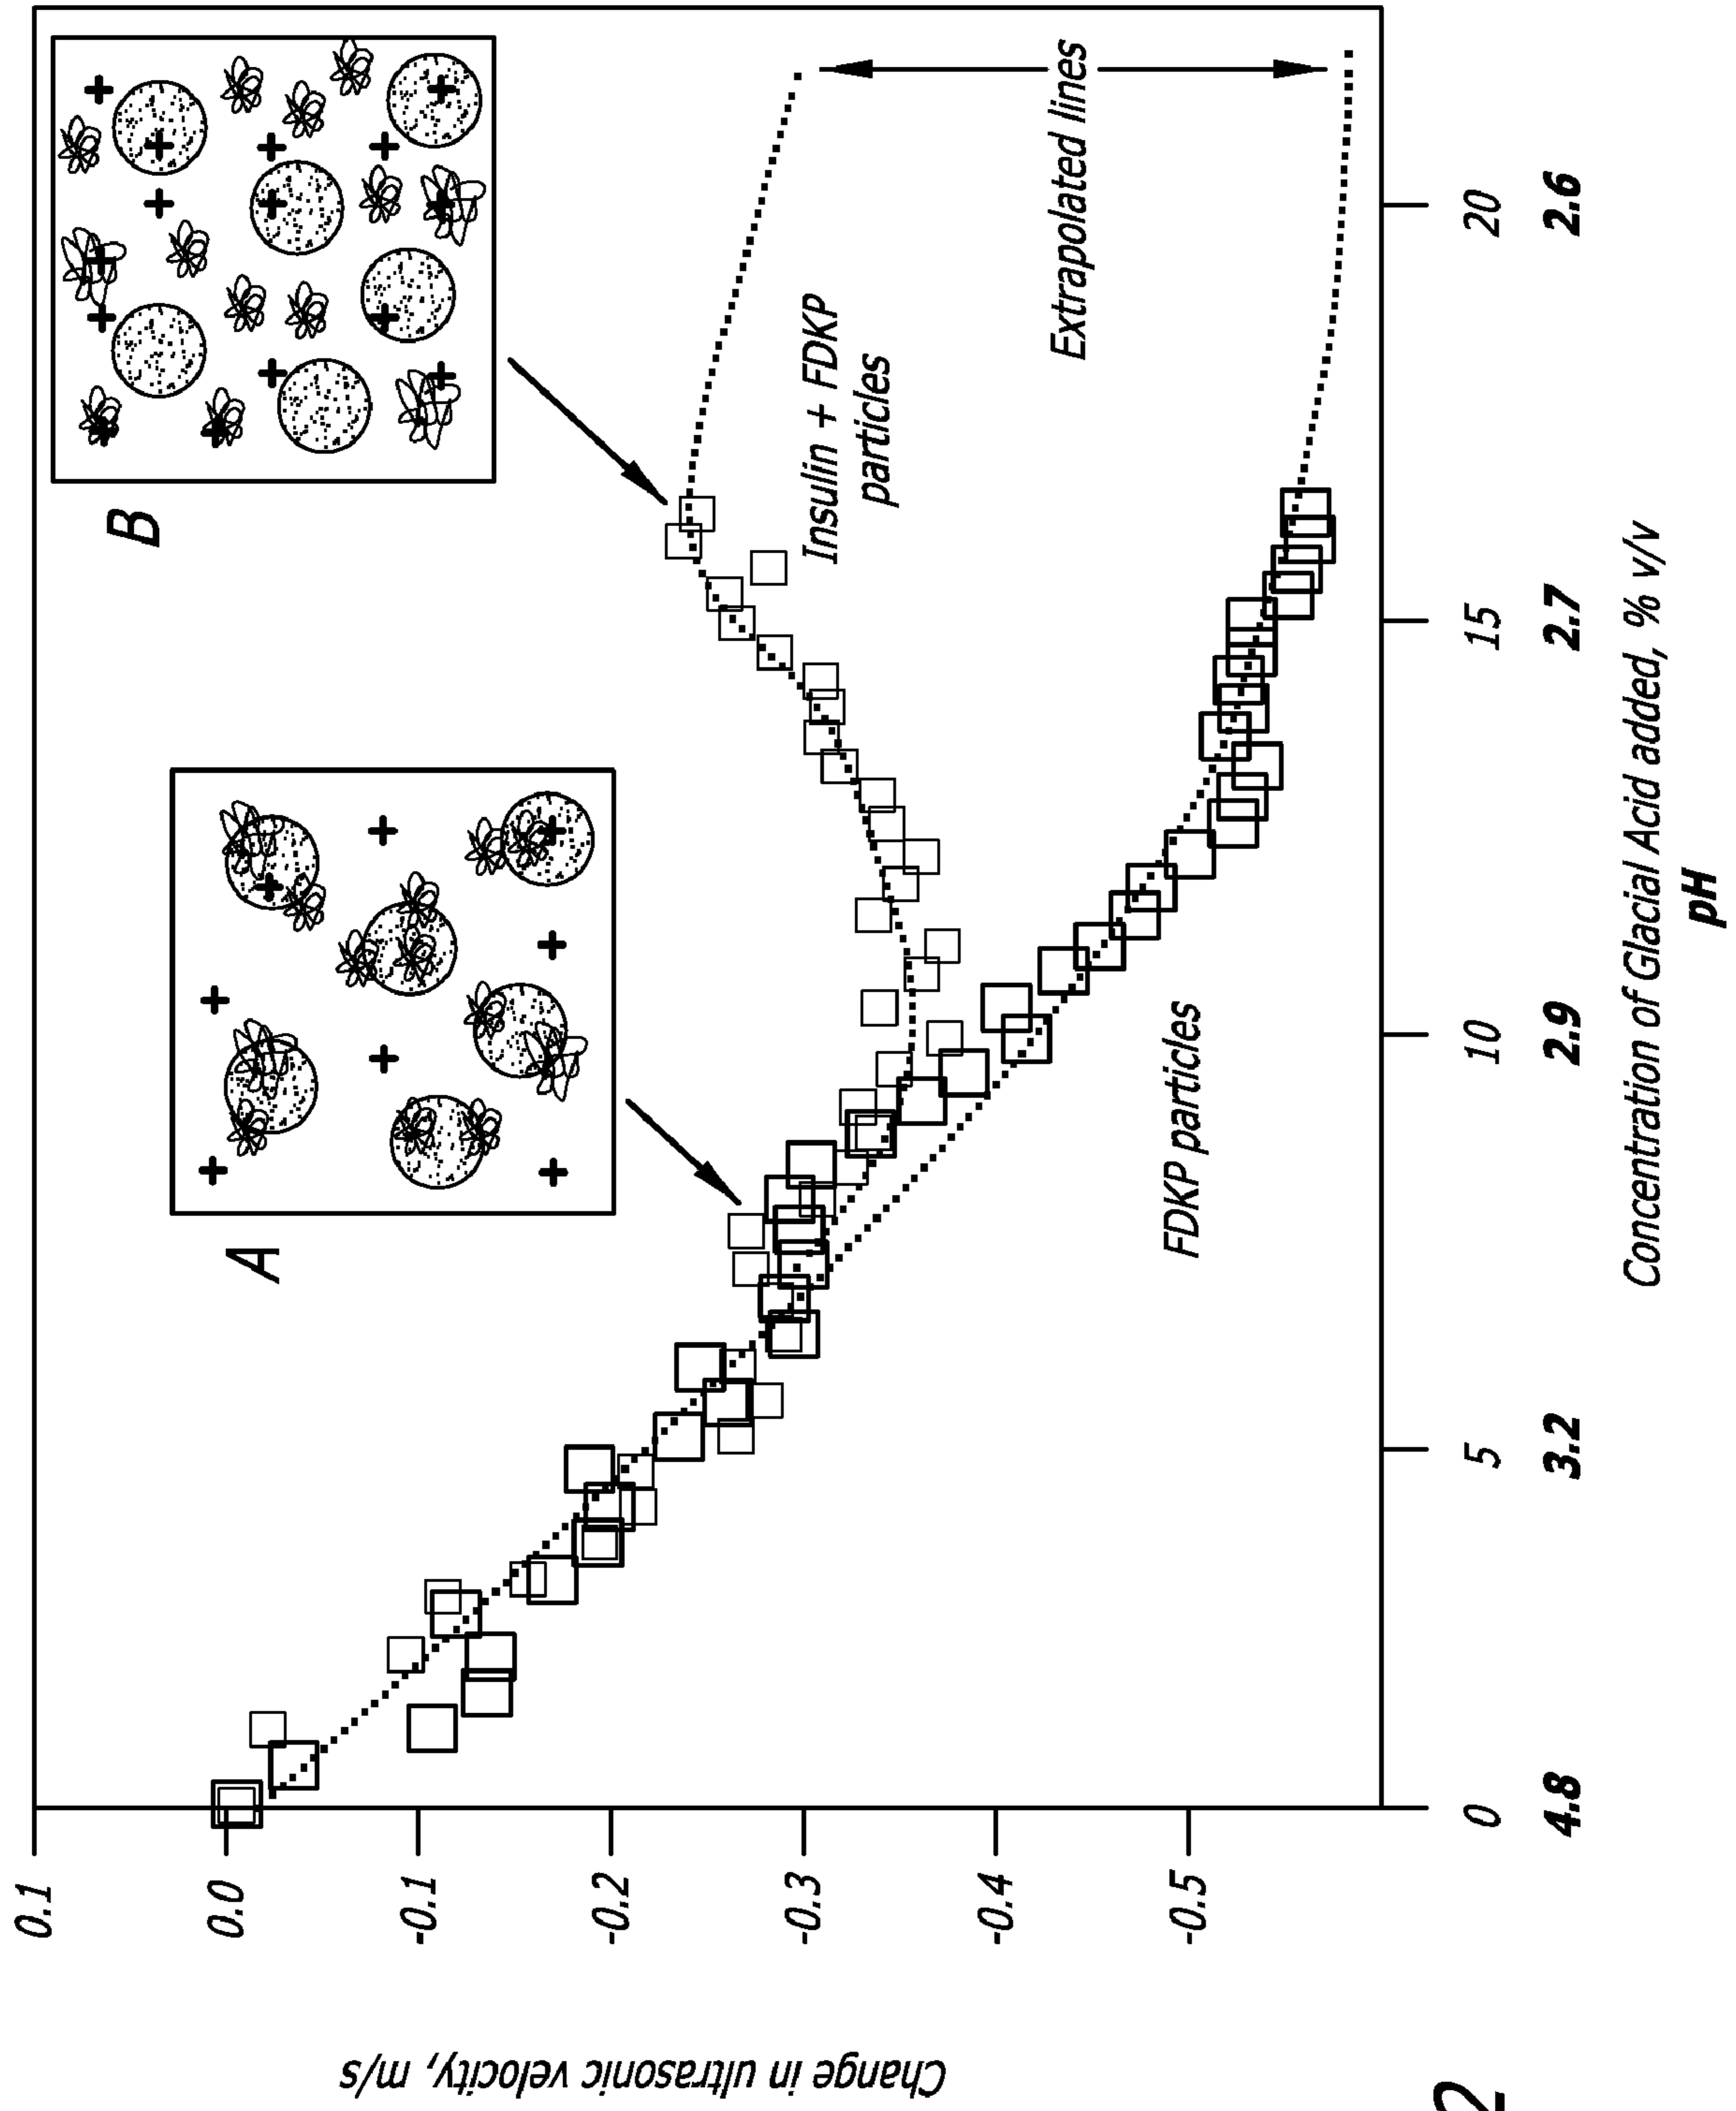 0.1
0.0
-0.1
-0.2
-0.3
-0.4
-0.5
Change in ultrasonic velocity, m/s
A
B
Insulin + FDKP
particles
Extrapolated lines
FDKP particles
0 5 10 15 20
4.8 3.2 2.9 2.7 2.6
Concentration of Glacial Acid added, % v/v
pH
2